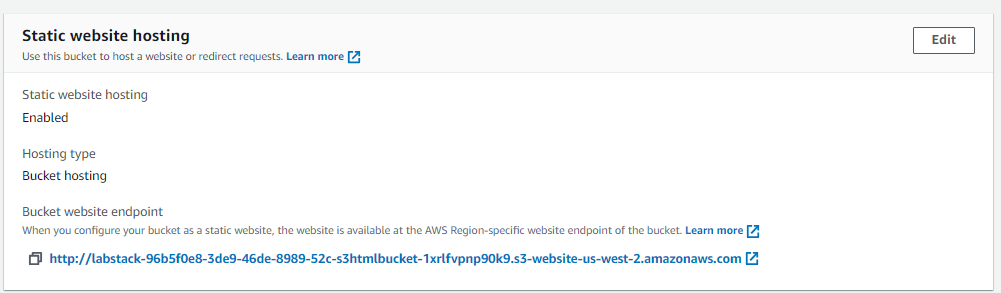 Static website hosting
Edit
Use this bucket to host a website or redirect requests. Learn more
Static website hosting
Enabled
Hosting type
Bucket hosting
Bucket website endpoint
When you configure your bucket as a static website, the website is available at the AWS Region-specific website endpoint of the bucket. Learn more
http://labstack-96b5f0e8-3de9-46de-8989-52c-s3htmlbucket-1xrlfvpnp90k9.s3-website-us-west-2.amazonaws.com